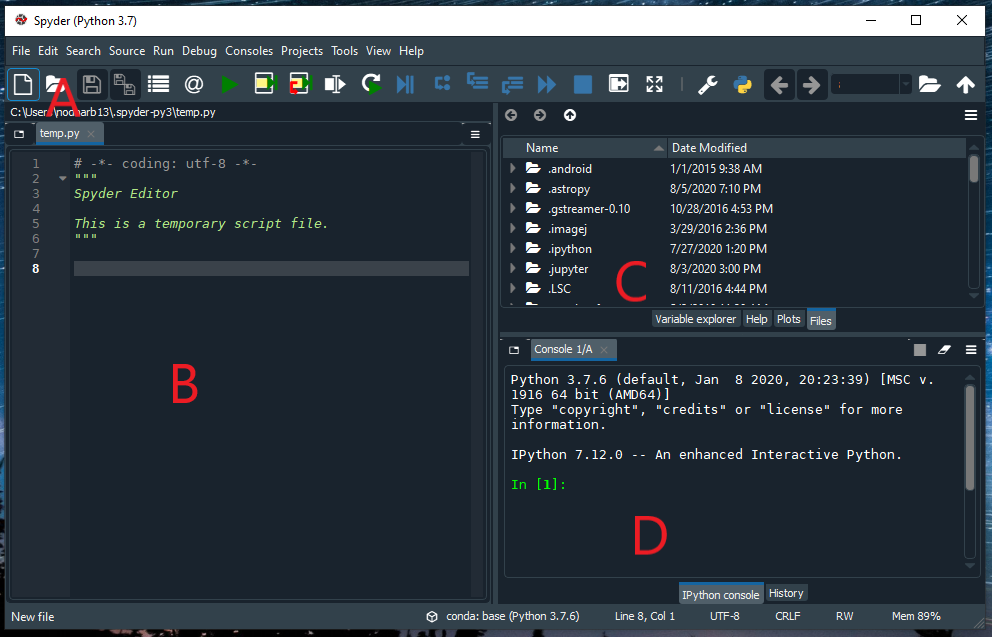 Spyder (Python 3.7)
File Edit Search Source Run Debug Consoles Projects Tools View Help
A
C:\Users\nodnarb13\.spyder-py3\temp.py
temp.py
1 # -*- coding: utf-8 -*-
2 """
3 Spyder Editor
4
5 This is a temporary script file.
6 """
7
8
B
Name Date Modified
.android 1/1/2015 9:38 AM
.astropy 8/5/2020 7:10 PM
.gstreamer-0.10 10/28/2016 4:53 PM
.imagej 3/29/2016 2:36 PM
.ipython 7/27/2020 1:20 PM
.jupyter 8/3/2020 3:00 PM
.LSC 8/11/2016 4:44 PM
C
Variable explorer Help Plots Files
Console 1/A
Python 3.7.6 (default, Jan  8 2020, 20:23:39) [MSC v.
1916 64 bit (AMD64)]
Type "copyright", "credits" or "license" for more
information.
IPython 7.12.0 -- An enhanced Interactive Python.
In [1]:
D
IPython console History
New file conda: base (Python 3.7.6) Line 8, Col 1 UTF-8 CRLF RW Mem 89%